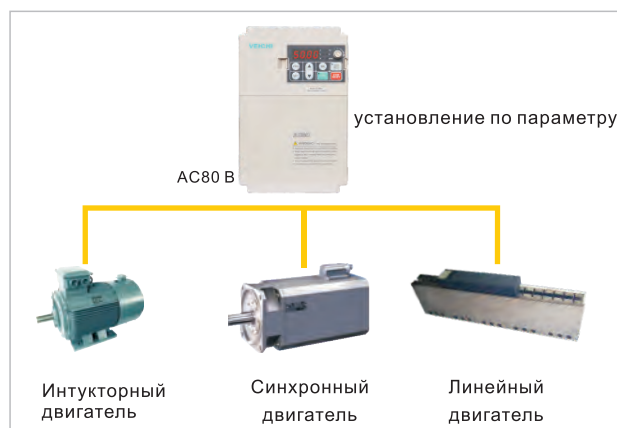 установление по параметру
AC80 B
Интукторный
двигатель
Синхронный
двигатель
Линейный
двигатель